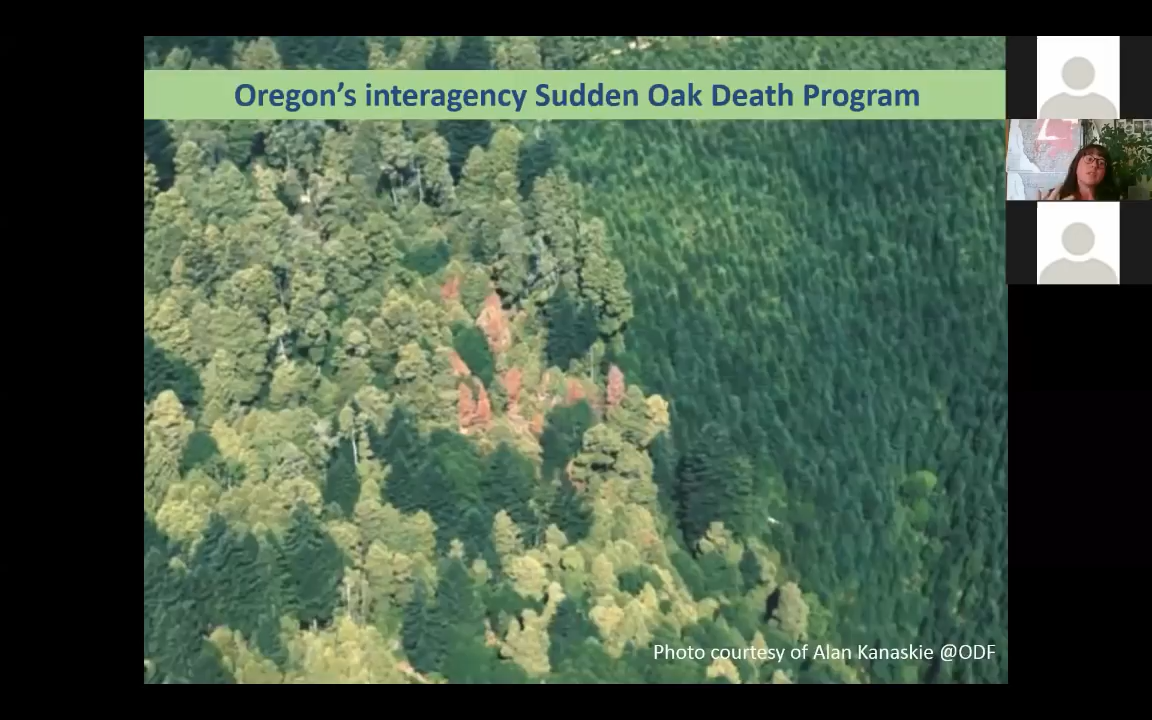 Oregon's interagency Sudden Oak Death Program
Photo courtesy of Alan Kanaskie @ODF